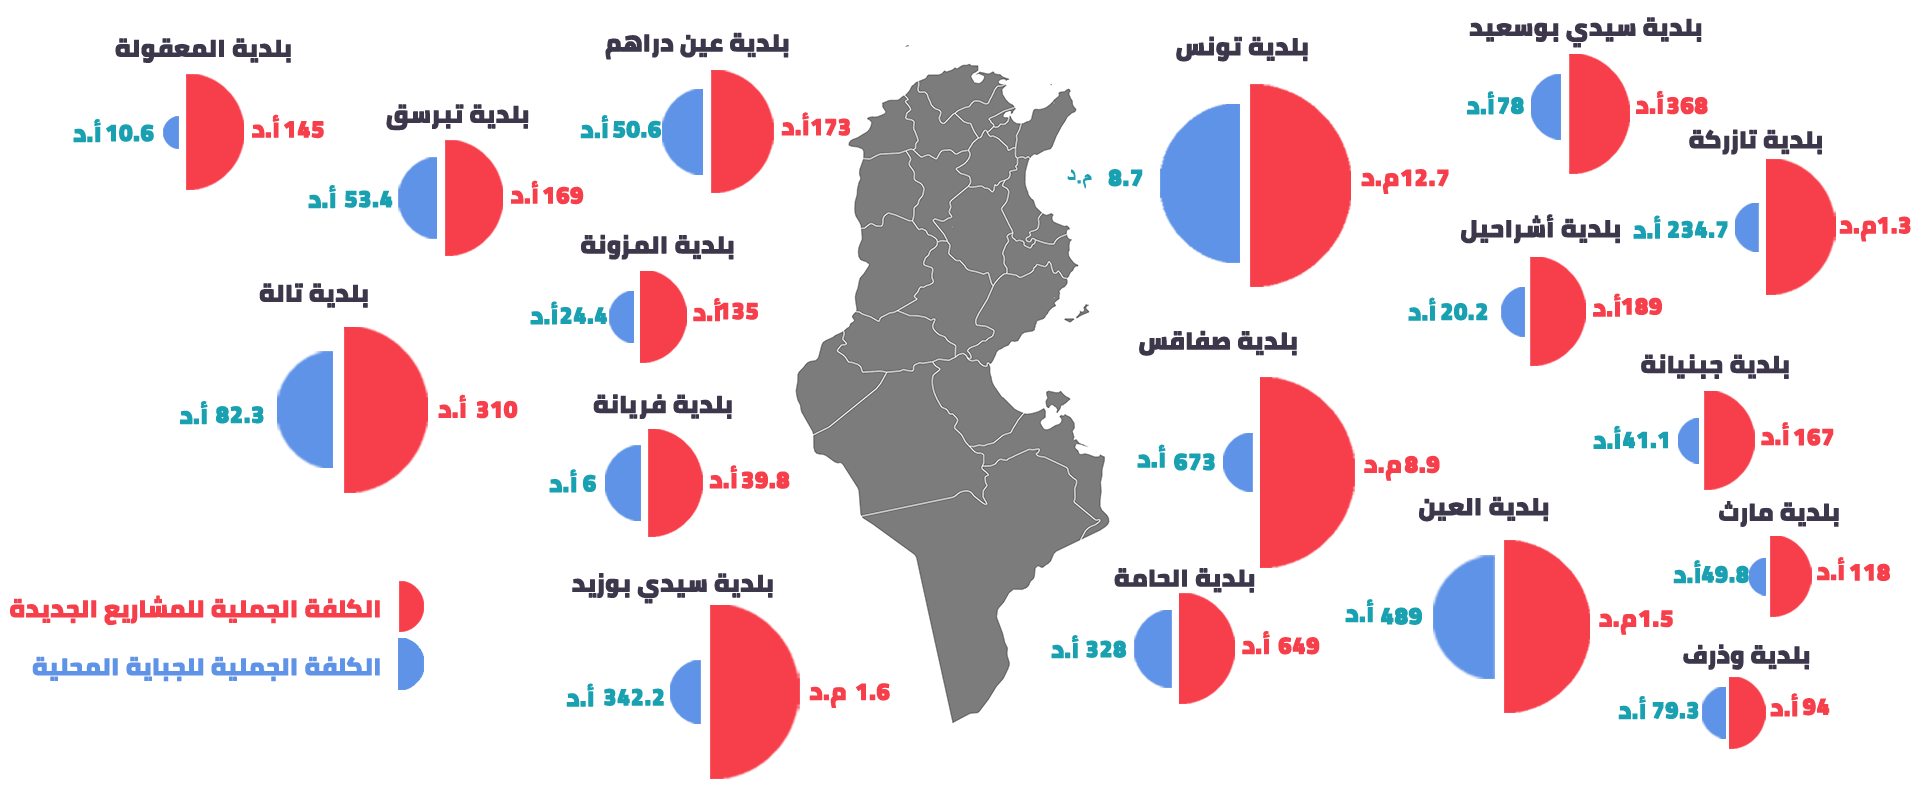 بلدية سيدي بوسعيد
368أ.د
78أ.د
بلدية تونس
12.7م.د
8.7 م.د
بلدية عين دراهم
173أ.د
50.6أ.د
بلدية المعقولة
145 أ.د
10.6 أ.د
بلدية تبرسق
169أ.د
53.4 أ.د
بلدية تازركة
1.3م.د
234.7 أ.د
بلدية أشراحيل
189أ.د
20.2 أ.د
بلدية المزونة
135أ.د
24.4أ.د
بلدية تالة
310 أ.د
82.3 أ.د
بلدية صفاقس
8.9م.د
673 أ.د
بلدية جبنيانة
167 أ.د
41.1أ.د
بلدية فريانة
39.8أ.د
6 أ.د
بلدية العين
1.5م.د
489 أ.د
بلدية مارث
118 أ.د
49.8أ.د
بلدية الحامة
649 أ.د
328 أ.د
بلدية سيدي بوزيد
1.6 م.د
342.2 أ.د
بلدية وذرف
94 أ.د
79.3 أ.د
الكلفة الجملية للمشاريع الجديدة
الكلفة الجملية للجباية المحلية